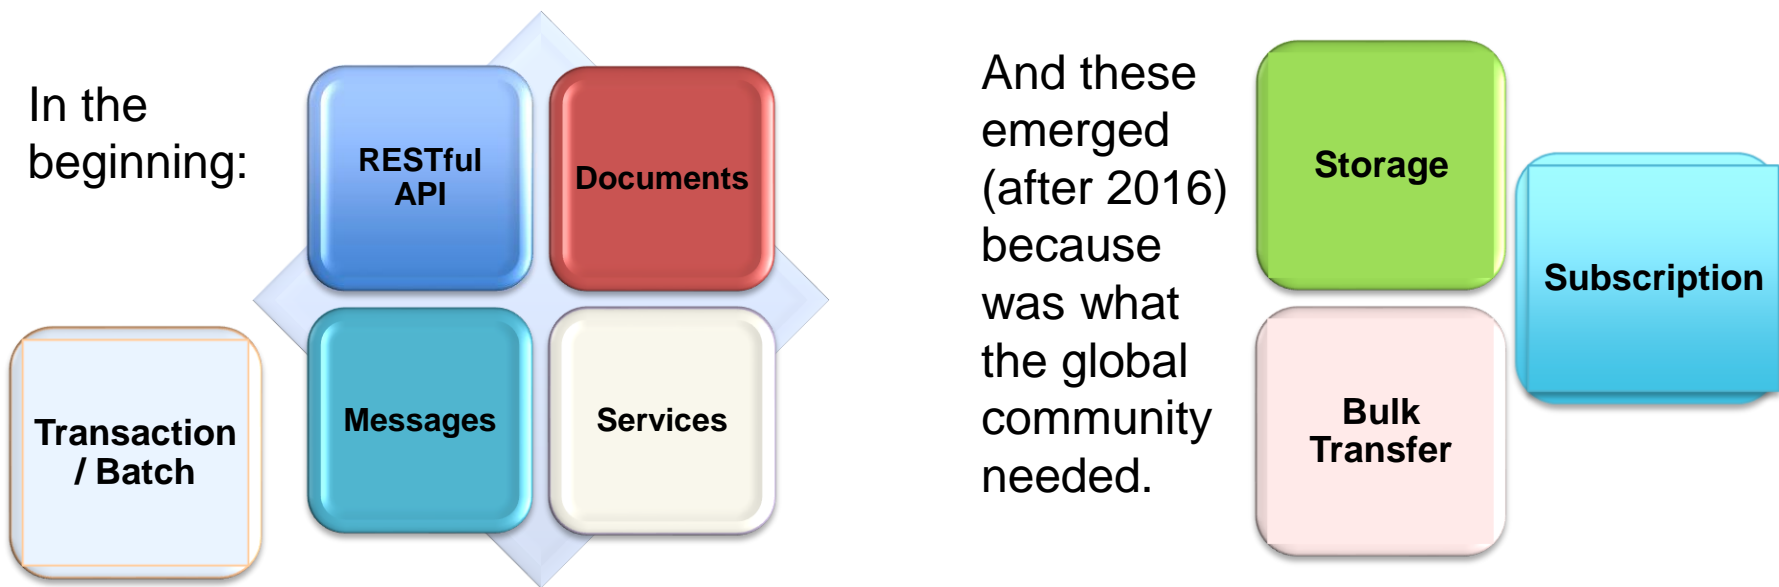 In the
beginning:
RESTful
API
Documents
Messages
Services
Transaction
/ Batch
And these
emerged
(after 2016)
because
was what
the global
community
needed.
Storage
Subscription
Bulk
Transfer